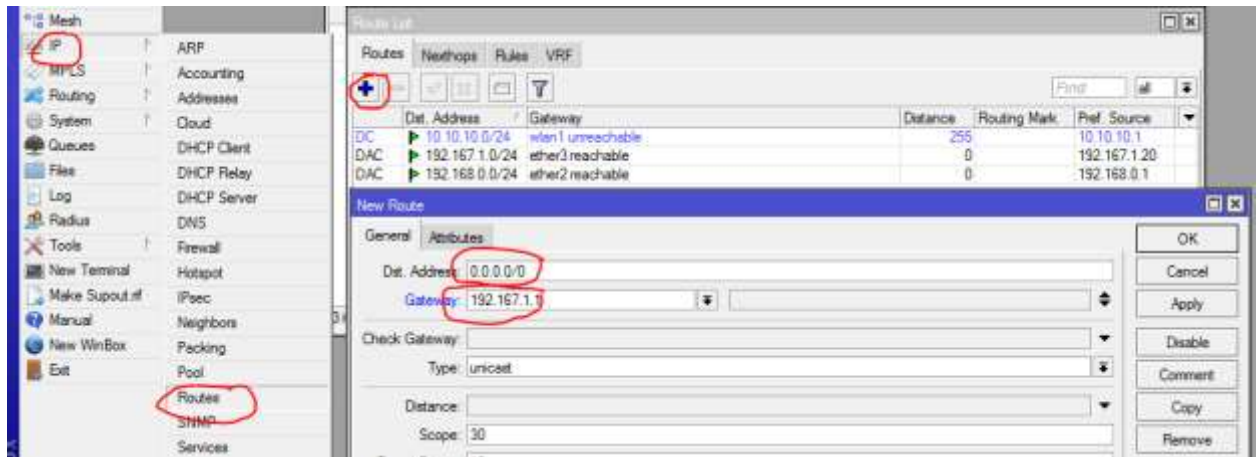 Mesh
IP
MPLS
Routing
System
Queues
Files
Log
Radius
Tools
New Terminal
Make Supout.rif
Manual
New WinBox
Exit
ARP
Accounting
Addresses
Cloud
DHCP Client
DHCP Relay
DHCP Server
DNS
Firewall
Hotspot
IPsec
Neighbors
Packing
Pool
Routes
SNMP
Services
Route List
Routes Nexthops Rules VRF
Find all
Dst. Address Gateway Distance Routing Mark Pref. Source
DC 10.10.10.0/24 wlan1 unreachable 255 10.10.10.1
DAC 192.167.1.0/24 ether3 reachable 0 192.167.1.20
DAC 192.168.0.0/24 ether2 reachable 0 192.168.0.1
New Route
General Attributes
Dst. Address: 0.0.0.0/0
Gateway: 192.167.1.1
Check Gateway:
Type: unicast
Distance:
Scope: 30
OK
Cancel
Apply
Disable
Comment
Copy
Remove